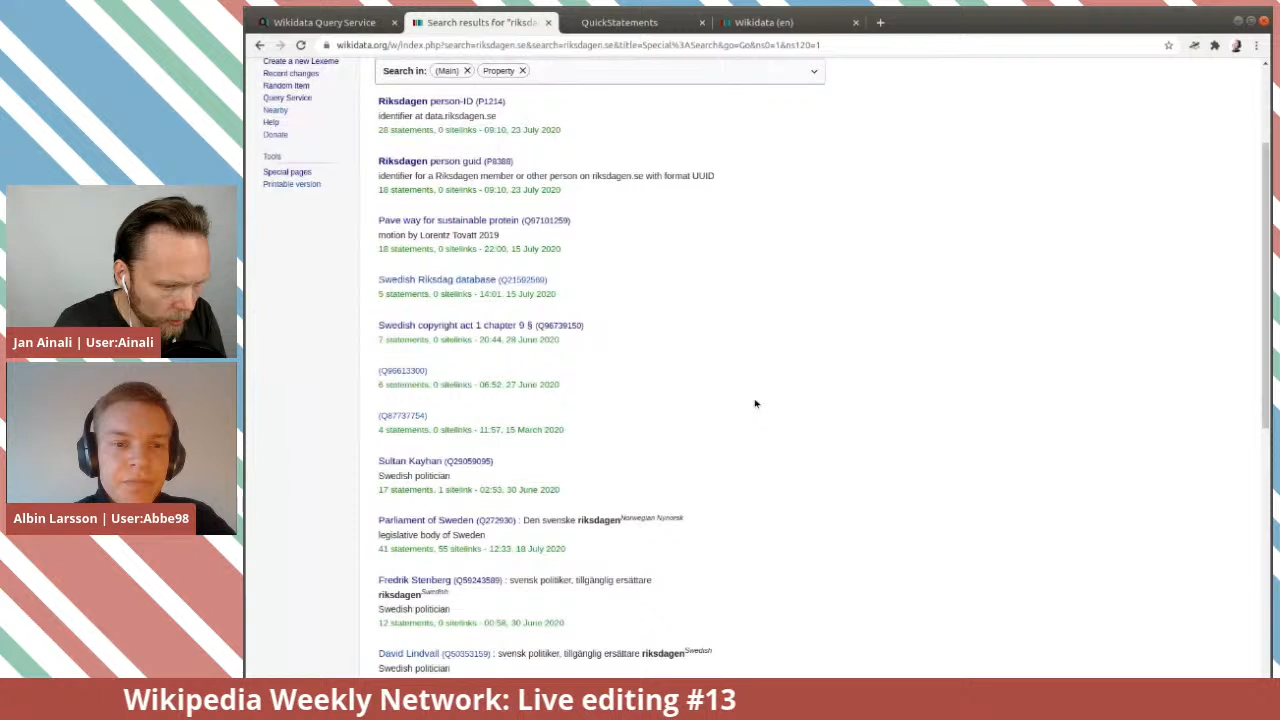 Wikidata Query Service
Search results for "riksda
QuickStatements
Wikidata (en)
wikidata.org/w/index.php?search=riksdagen.se&search=riksdagen.se&title=Special%3ASearch&go=Go&ns0=1&ns120=1
Create a new Lexeme
Recent changes
Random Item
Query Service
Nearby
Help
Donate
Tools
Special pages
Printable version
Search in: (Main) Property
Riksdagen person-ID (P1214)
identifier at data.riksdagen.se
28 statements, 0 sitelinks - 09:10, 23 July 2020
Riksdagen person guid (P8388)
identifier for a Riksdagen member or other person on riksdagen.se with format UUID
18 statements, 0 sitelinks - 09:10, 23 July 2020
Pave way for sustainable protein (Q97101259)
motion by Lorentz Tovatt 2019
18 statements, 0 sitelinks - 22:00, 15 July 2020
Swedish Riksdag database (Q21592569)
5 statements, 0 sitelinks - 14:01, 15 July 2020
Swedish copyright act 1 chapter 9 § (Q96739150)
7 statements, 0 sitelinks - 20:44, 28 June 2020
(Q96613300)
6 statements, 0 sitelinks - 06:52, 27 June 2020
(Q87737754)
4 statements, 0 sitelinks - 11:57, 15 March 2020
Sultan Kayhan (Q29059095)
Swedish politician
17 statements, 1 sitelink - 02:53, 30 June 2020
Parliament of Sweden (Q272930) : Den svenske riksdagen Norwegian Nynorsk
legislative body of Sweden
41 statements, 55 sitelinks - 12:33, 18 July 2020
Fredrik Stenberg (Q59243589) : svensk politiker, tillgänglig ersättare
riksdagen Swedish
Swedish politician
12 statements, 0 sitelinks - 00:58, 30 June 2020
David Lindvall (Q50353159) : svensk politiker, tillgänglig ersättare riksdagen Swedish
Swedish politician
Jan Ainali | User:Ainali
Albin Larsson | User:Abbe98
Wikipedia Weekly Network: Live editing #13